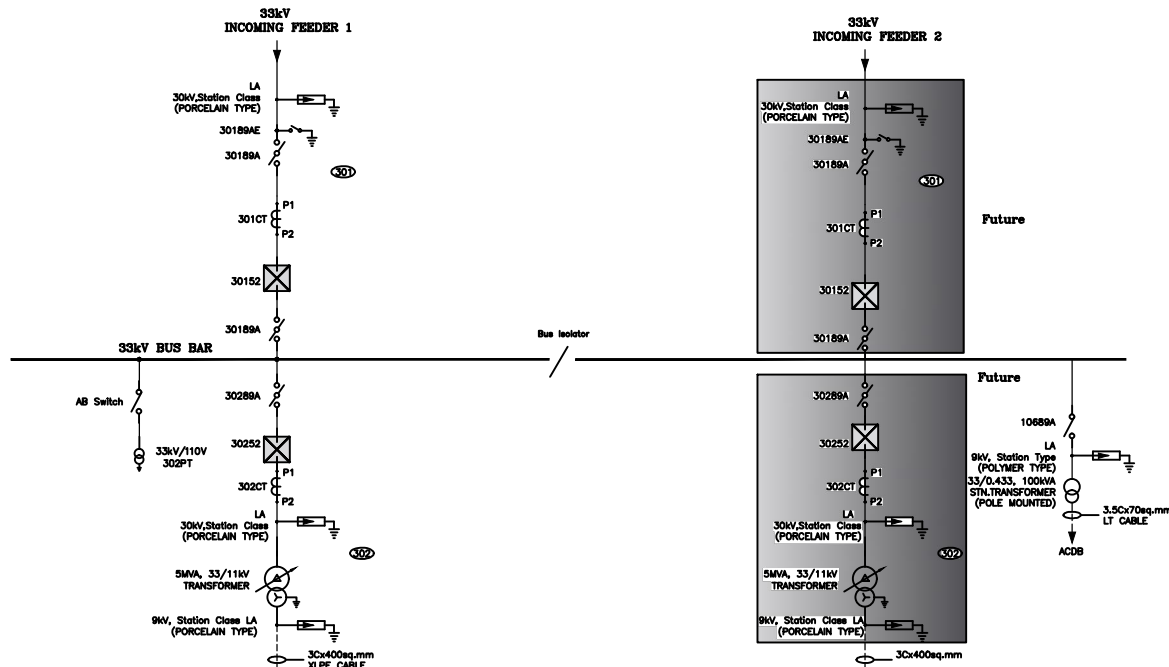 33kV
INCOMING FEEDER 1
LA
30kV,Station Class
(PORCELAIN TYPE)
30189AE
30189A
301
P1
301CT
P2
30152
30189A
33kV BUS BAR
Bus Isolator
AB Switch
33kV/110V
302PT
30289A
30252
P1
302CT
P2
LA
30kV,Station Class
(PORCELAIN TYPE)
302
5MVA, 33/11kV
TRANSFORMER
9kV, Station Class LA
(PORCELAIN TYPE)
3Cx400sq.mm
XLPE CABLE
33kV
INCOMING FEEDER 2
LA
30kV,Station Class
(PORCELAIN TYPE)
30189AE
30189A
301
P1
301CT
P2
Future
30152
30189A
Future
30289A
30252
P1
302CT
P2
LA
30kV,Station Class
(PORCELAIN TYPE)
302
5MVA, 33/11kV
TRANSFORMER
9kV, Station Class LA
(PORCELAIN TYPE)
3Cx400sq.mm
10689A
LA
9kV, Station Type
(POLYMER TYPE)
33/0.433, 100kVA
STN.TRANSFORMER
(POLE MOUNTED)
3.5Cx70sq.mm
LT CABLE
ACDB